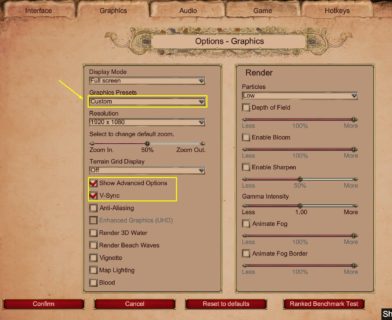 Interface
Graphics
Audio
Game
Hotkeys
Options - Graphics
Display Mode
Full screen
Graphics Presets
Custom
Resolution
1920 x 1080
Select to change default zoom.
Zoom In. 50% Zoom Out.
Terrain Grid Display
Off
Show Advanced Options
V-Sync
Anti-Aliasing
Enhanced Graphics (UHD)
Render 3D Water
Render Beach Waves
Vignette
Map Lighting
Blood
Render
Particles
Low
Depth of Field
Less 100% More
Enable Bloom
Less 100% More
Enable Sharpen
Less 50% More
Gamma Intensity
Less 1.00 More
Animate Fog
Less 100% More
Animate Fog Border
Less 100% More
Confirm
Cancel
Reset to defaults
Ranked Benchmark Test